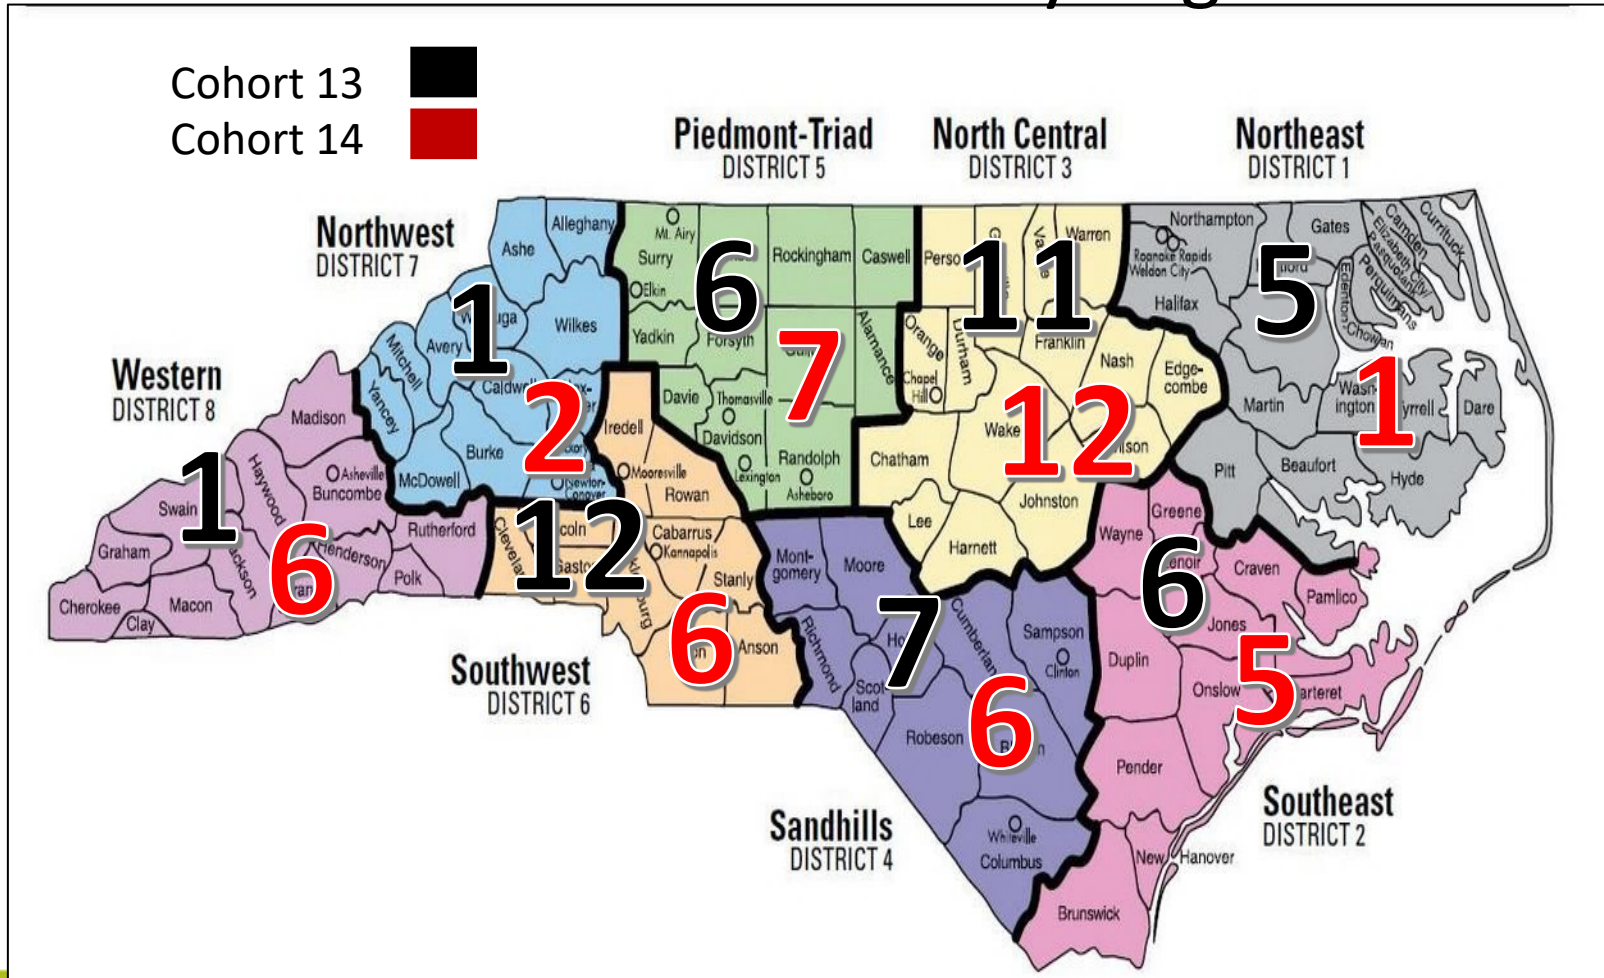 Cohort 13
Cohort 14
Piedmont-Triad
DISTRICT 5
North Central
DISTRICT 3
Northeast
DISTRICT 1
Northwest
DISTRICT 7
Western
DISTRICT 8
Southwest
DISTRICT 6
Sandhills
DISTRICT 4
Southeast
DISTRICT 2
1
2
6
7
11
12
5
1
1
6
12
6
7
6
6
5
Alleghany
Ashe
Wilkes
Avery
Mitchell
Yancey
Burke
McDowell
Madison
Haywood
Asheville
Buncombe
Swain
Graham
Cherokee
Clay
Macon
Henderson
Polk
Rutherford
Mt. Airy
Surry
Elkin
Yadkin
Forsyth
Rockingham
Caswell
Alamance
Davie
Thomasville
Davidson
Lexington
Randolph
Asheboro
Iredell
Mooresville
Rowan
Cabarrus
Kannapolis
Stanly
Anson
Warren
Orange
Durham
Chapel
Hill
Franklin
Nash
Edge-
combe
Wake
Chatham
Lee
Harnett
Johnston
Northampton
Roanoke Rapids
Weldon City
Halifax
Gates
Camden
Currituck
Elizabeth City/
Pasquotank
Perquimans
Edenton/
Chowan
Martin
Wash-
ington
Dare
Pitt
Beaufort
Hyde
Mont-
gomery
Moore
Richmond
Scot-
land
Robeson
Sampson
Clinton
Whiteville
Columbus
Wayne
Greene
Craven
Jones
Pamlico
Duplin
Onslow
Pender
New Hanover
Brunswick